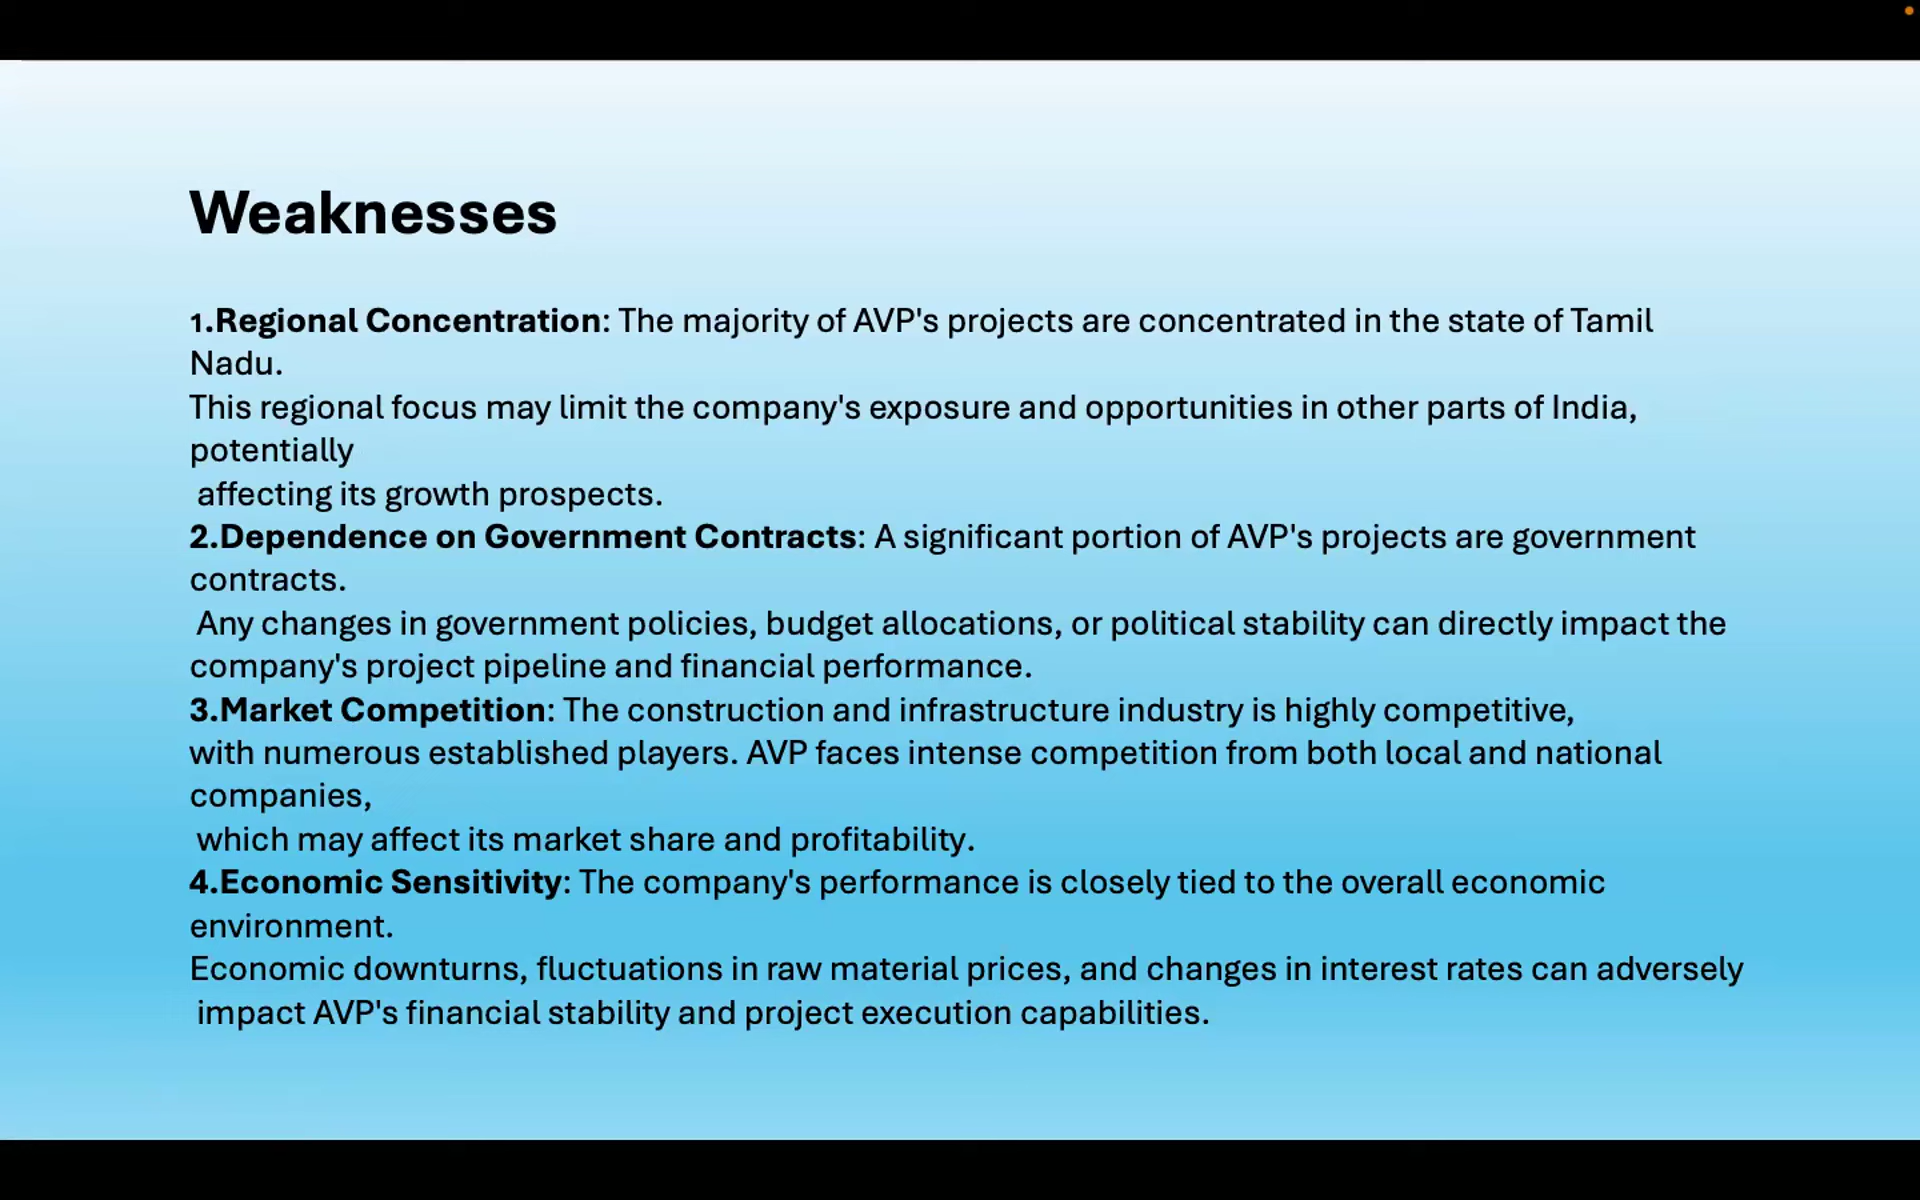 Weaknesses
1.Regional Concentration: The majority of AVP's projects are concentrated in the state of Tamil
Nadu.
This regional focus may limit the company's exposure and opportunities in other parts of India,
potentially
affecting its growth prospects.
2.Dependence on Government Contracts: A significant portion of AVP's projects are government
contracts.
Any changes in government policies, budget allocations, or political stability can directly impact the
company's project pipeline and financial performance.
3.Market Competition: The construction and infrastructure industry is highly competitive,
with numerous established players. AVP faces intense competition from both local and national
companies,
which may affect its market share and profitability.
4.Economic Sensitivity: The company's performance is closely tied to the overall economic
environment.
Economic downturns, fluctuations in raw material prices, and changes in interest rates can adversely
impact AVP's financial stability and project execution capabilities.